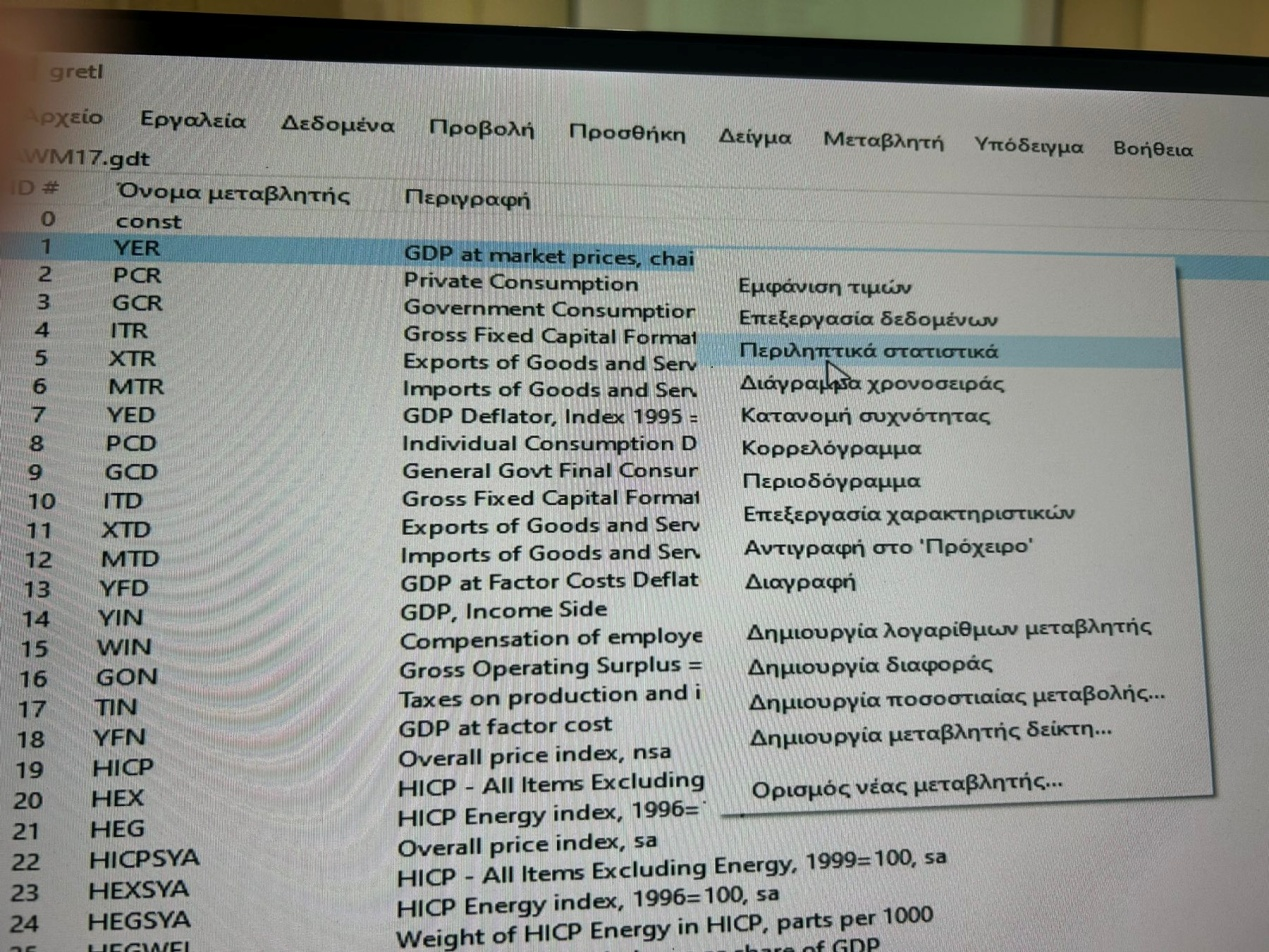 gretl
Αρχείο Εργαλεία Δεδομένα Προβολή Προσθήκη Δείγμα Μεταβλητή Υπόδειγμα Βοήθεια
AWM17.gdt
ID # Όνομα μεταβλητής Περιγραφή
0 const
1 YER GDP at market prices, chai
2 PCR Private Consumption
3 GCR Government Consumption
4 ITR Gross Fixed Capital Format
5 XTR Exports of Goods and Serv
6 MTR Imports of Goods and Serv
7 YED GDP Deflator, Index 1995 =
8 PCD Individual Consumption D
9 GCD General Govt Final Consur
10 ITD Gross Fixed Capital Format
11 XTD Exports of Goods and Serv
12 MTD Imports of Goods and Serv
13 YFD GDP at Factor Costs Deflat
14 YIN GDP, Income Side
15 WIN Compensation of employe
16 GON Gross Operating Surplus =
17 TIN Taxes on production and i
18 YFN GDP at factor cost
19 HICP Overall price index, nsa
20 HEX HICP - All Items Excluding
21 HEG HICP Energy index, 1996=
22 HICPSYA Overall price index, sa
23 HEXSYA HICP - All Items Excluding Energy, 1999=100, sa
24 HEGSYA HICP Energy index, 1996=100, sa
25 HEGWEI Weight of HICP Energy in HICP, parts per 1000
share of GDP
Εμφάνιση τιμών
Επεξεργασία δεδομένων
Περιληπτικά στατιστικά
Διάγραμμα χρονοσειράς
Κατανομή συχνότητας
Κορρελόγραμμα
Περιοδόγραμμα
Επεξεργασία χαρακτηριστικών
Αντιγραφή στο 'Πρόχειρο'
Διαγραφή
Δημιουργία λογαρίθμων μεταβλητής
Δημιουργία διαφοράς
Δημιουργία ποσοστιαίας μεταβολής...
Δημιουργία μεταβλητής δείκτη...
Ορισμός νέας μεταβλητής...